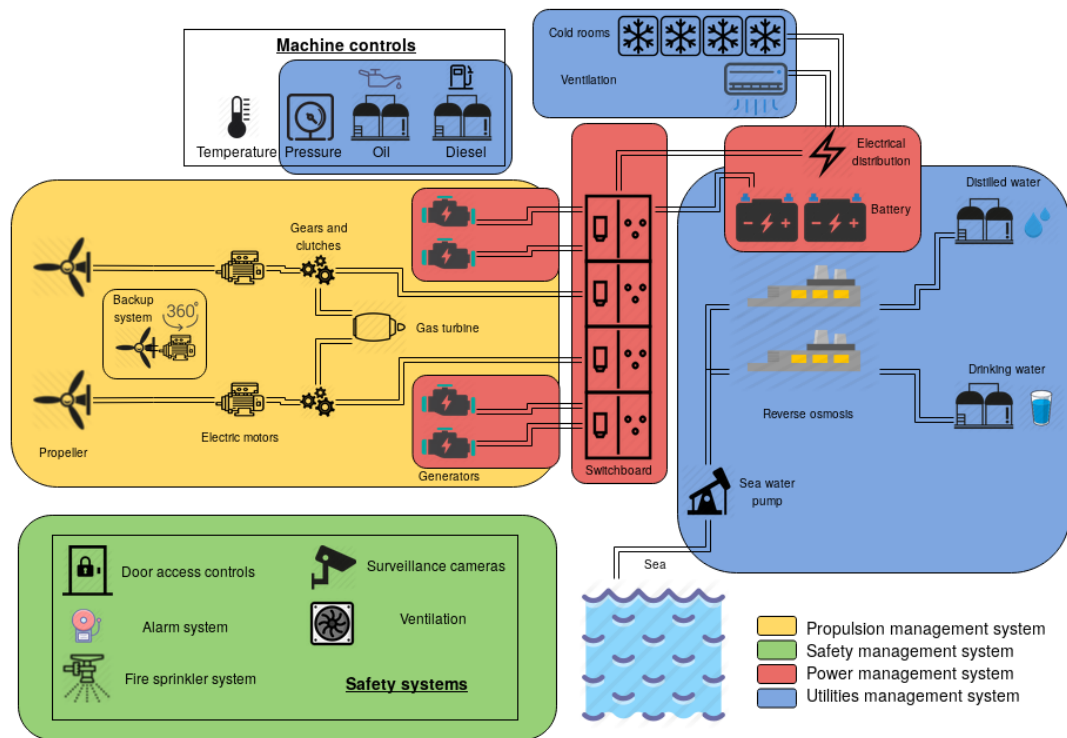 Machine controls
Temperature
Pressure
Oil
Diesel
Cold rooms
Ventilation
Electrical
distribution
Battery
Distilled water
Gears and
clutches
Backup
system
360°
Gas turbine
Drinking water
Reverse osmosis
Propeller
Electric motors
Generators
Switchboard
Sea water
pump
Sea
Door access controls
Surveillance cameras
Alarm system
Ventilation
Fire sprinkler system
Safety systems
Propulsion management system
Safety management system
Power management system
Utilities management system